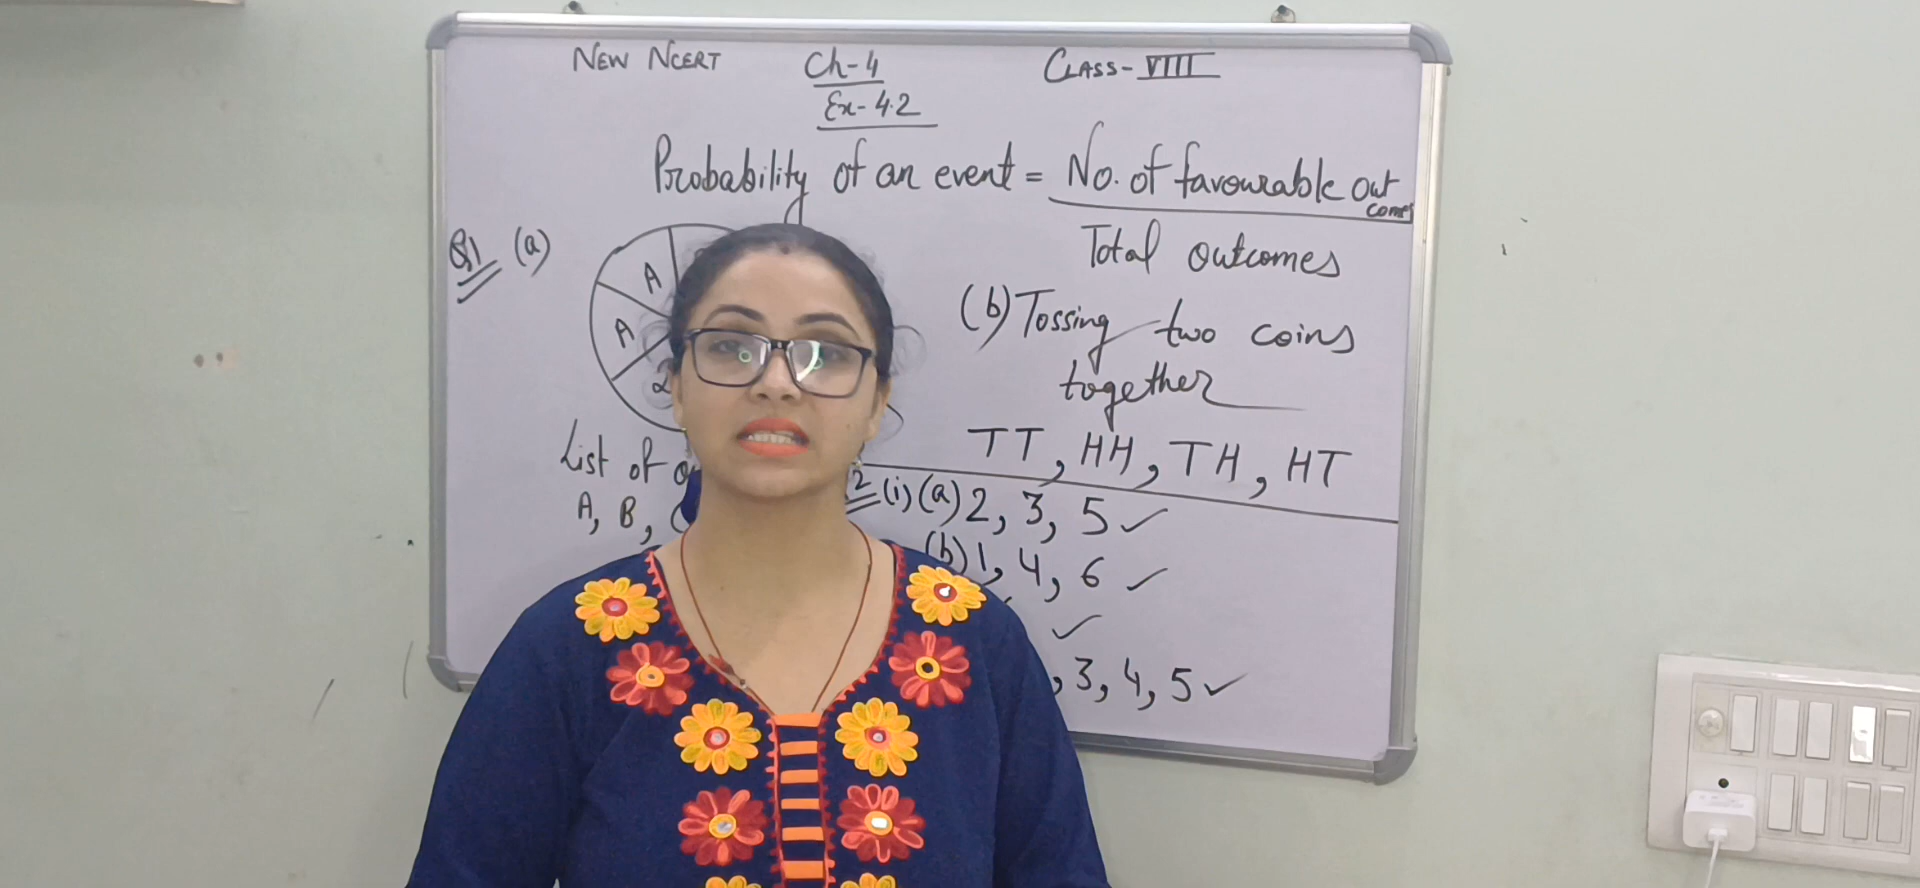 NEW NCERT
Ch-4
CLASS-VIII
Ex-4.2
Probability of an event = No. of favourable outcomes
Total outcomes
Q1 (a)
A
A
(b) Tossing two coins
together
TT, HH, TH, HT
List of
A, B,
2 (i) (a) 2, 3, 5 ✓
(b) 1, 4, 6 ✓
✓
, 3, 4, 5 ✓